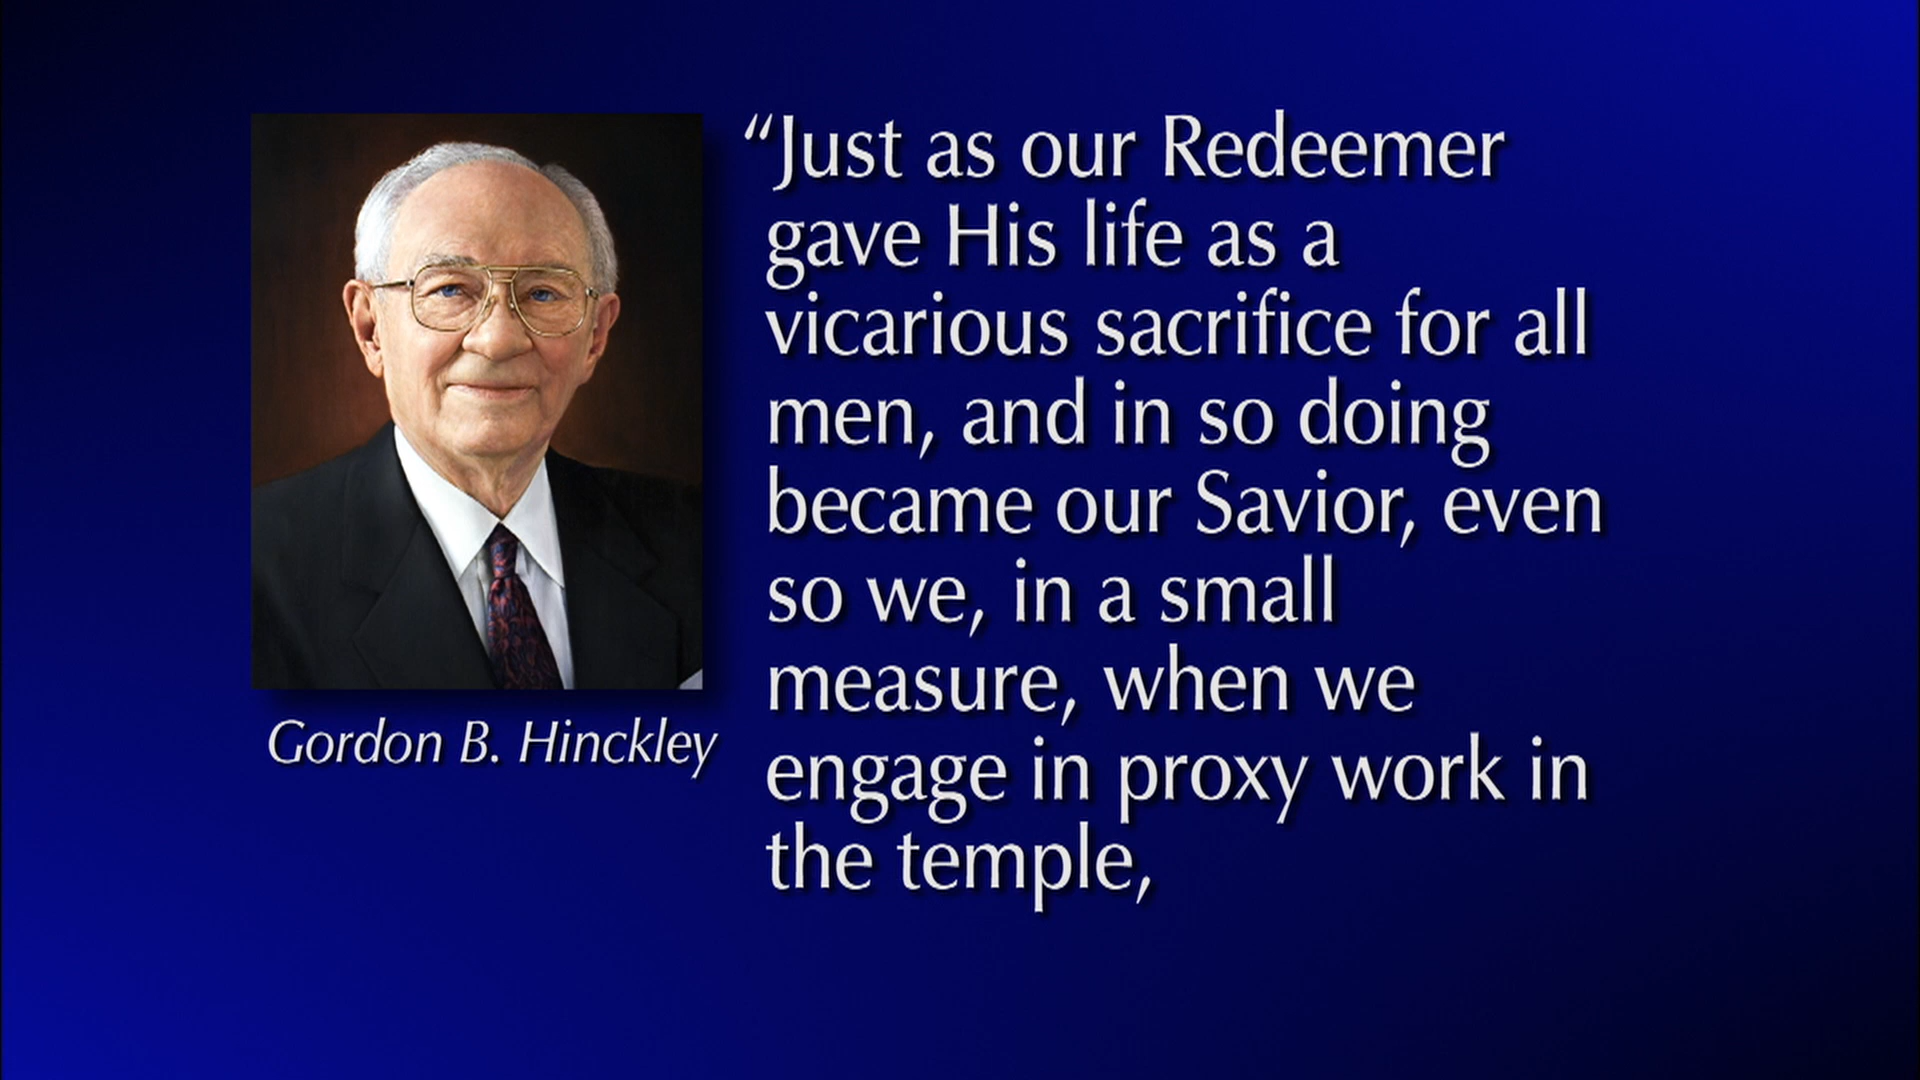 “Just as our Redeemer
gave His life as a
vicarious sacrifice for all
men, and in so doing
became our Savior, even
so we, in a small
measure, when we
engage in proxy work in
the temple,
Gordon B. Hinckley